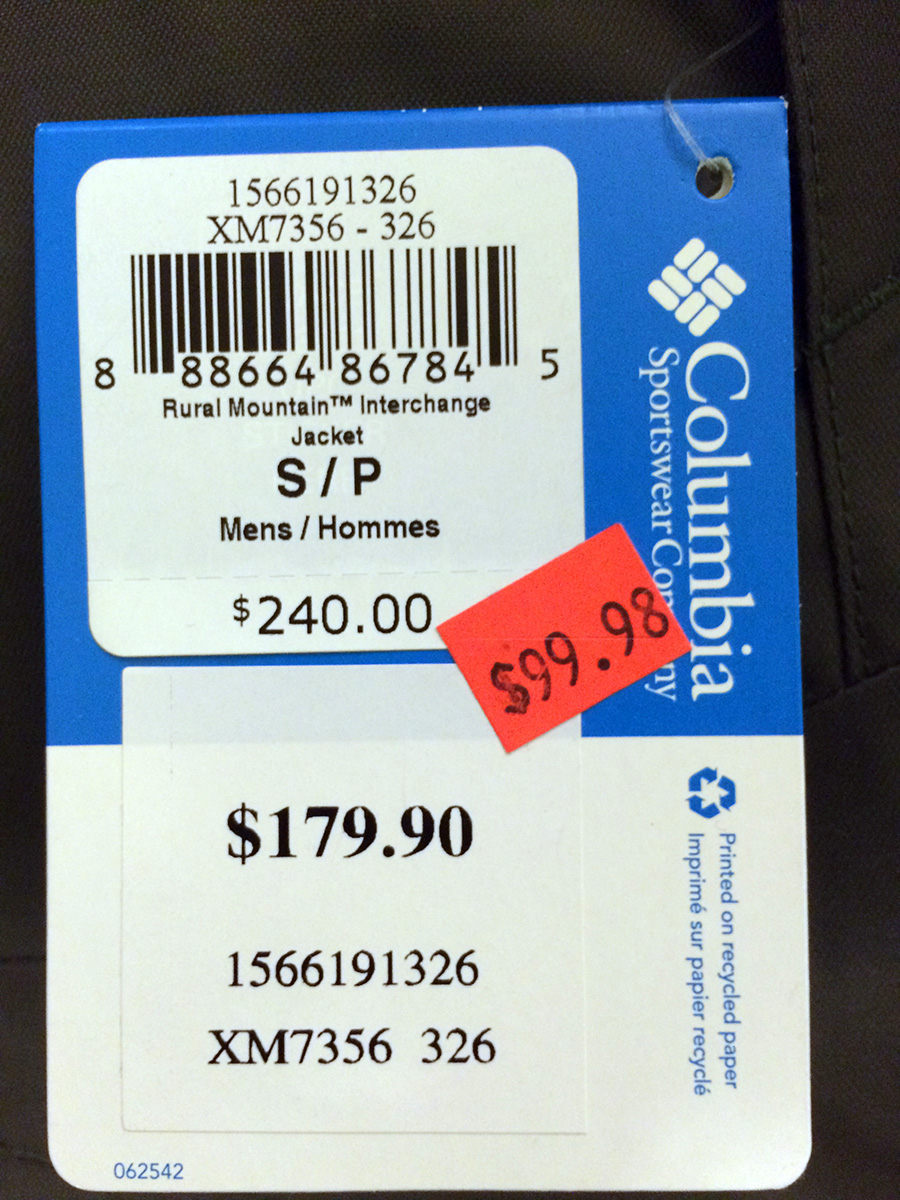 1566191326
XM7356 - 326
8 88664 86784 5
Rural Mountain™ Interchange
Jacket
S / P
Mens / Hommes
$240.00
$99.98
Columbia
Sportswear Company
$179.90
1566191326
XM7356 326
Printed on recycled paper
Imprimé sur papier recyclé
062542